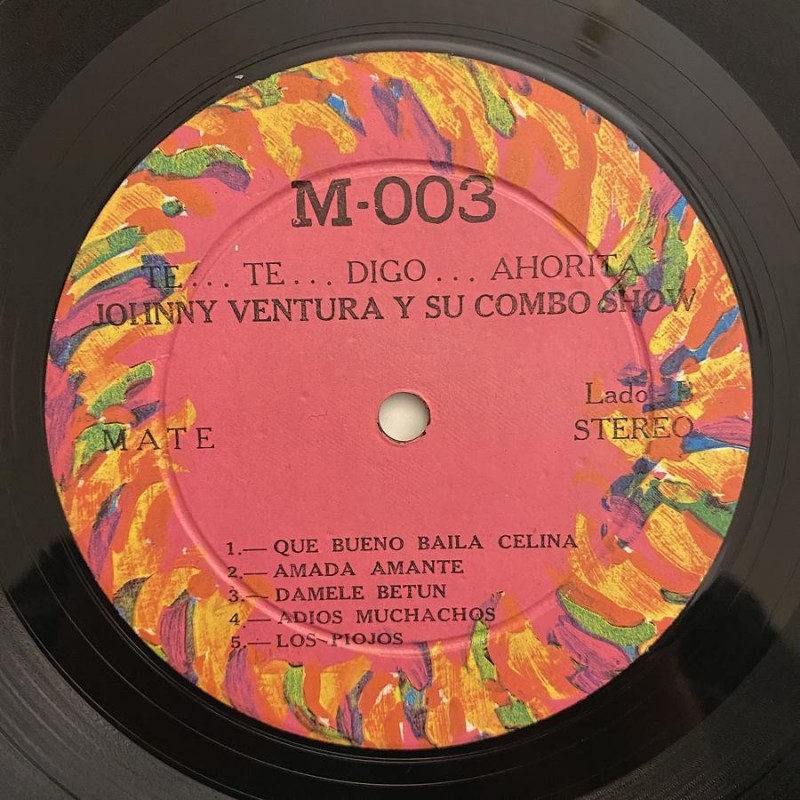 M-003
TE... TE... DIGO... AHORITA
JOHNNY VENTURA Y SU COMBO SHOW
Lado - B
MATE STEREO
1.— QUE BUENO BAILA CELINA
2.— AMADA AMANTE
3.— DAMELE BETUN
4.— ADIOS MUCHACHOS
5.— LOS PIOJOS